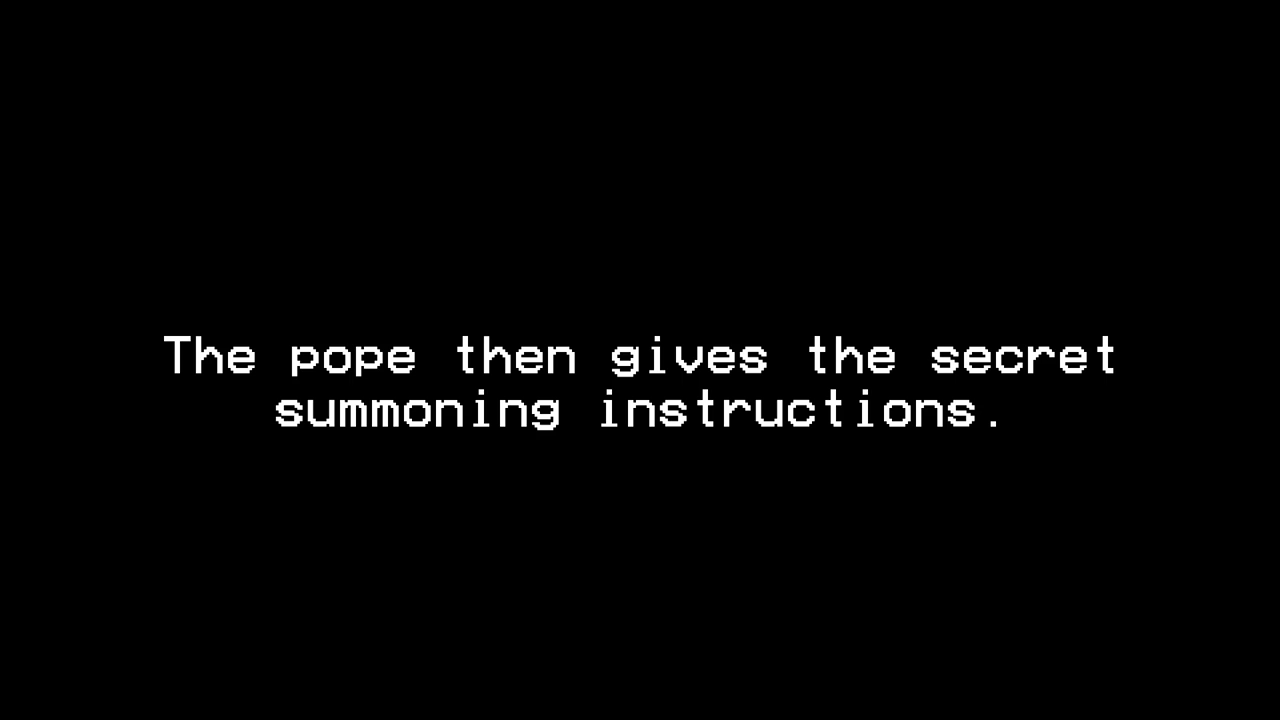 The pope then gives the secret
summoning instructions.